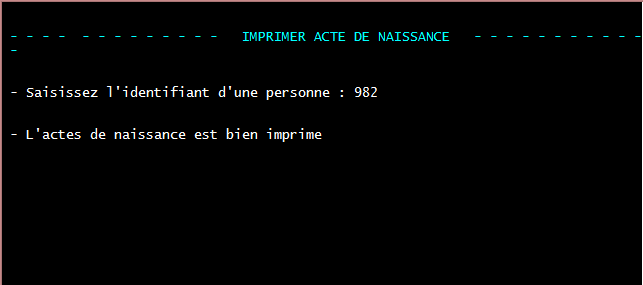 - - - -  - - - - - - - - -   IMPRIMER ACTE DE NAISSANCE   - - - - - - - - - - -
-
- Saisissez l'identifiant d'une personne : 982
- L'actes de naissance est bien imprime